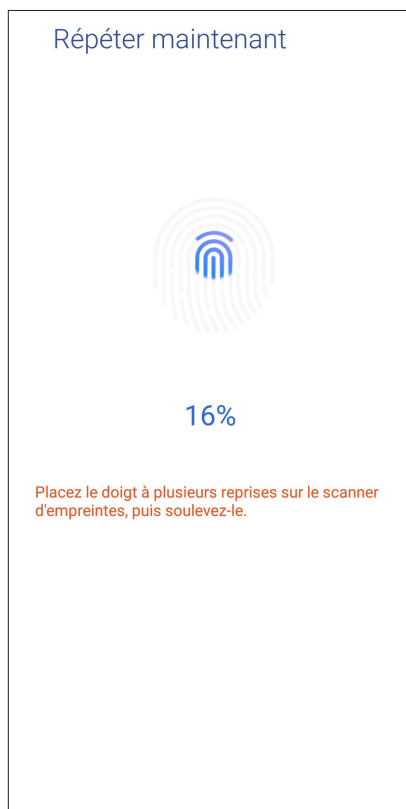 Répéter maintenant
16%
Placez le doigt à plusieurs reprises sur le scanner
d'empreintes, puis soulevez-le.